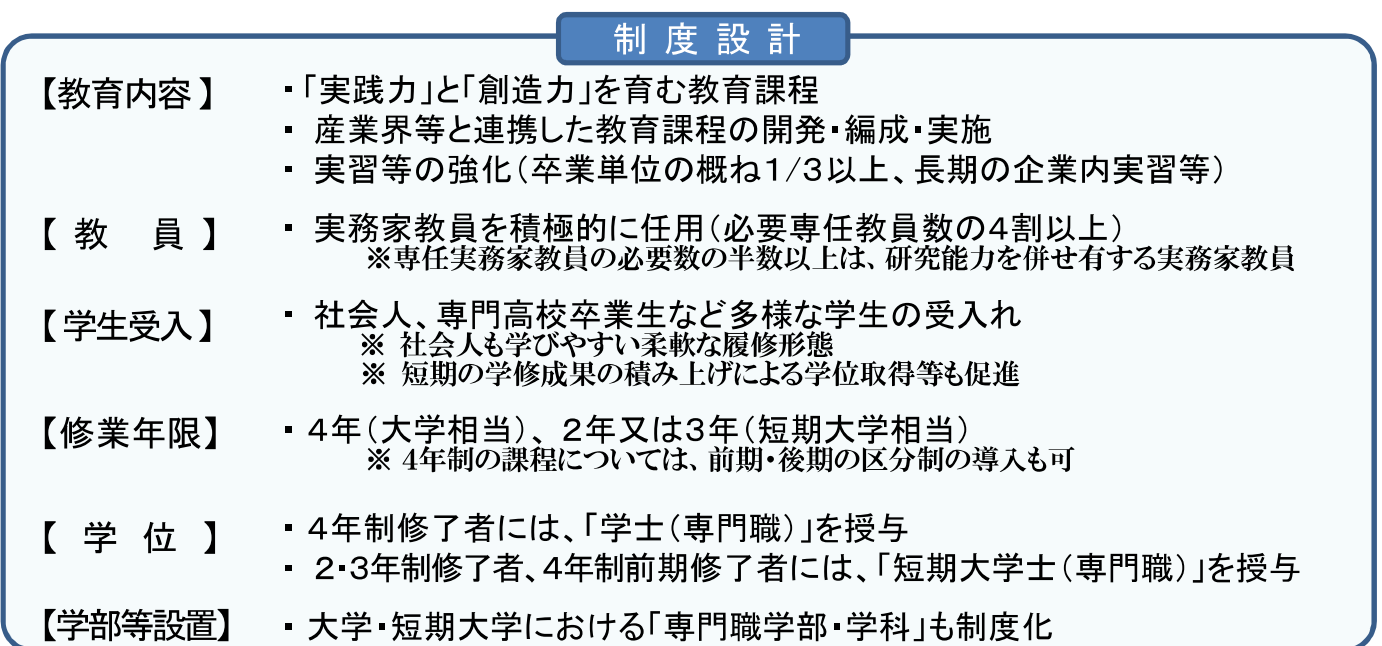 制 度 設 計
【教育内容】 ・「実践力」と「創造力」を育む教育課程
・ 産業界等と連携した教育課程の開発・編成・実施
・ 実習等の強化（卒業単位の概ね１/３以上、長期の企業内実習等）
【 教　員 】 ・ 実務家教員を積極的に任用（必要専任教員数の４割以上）
※専任実務家教員の必要数の半数以上は、研究能力を併せ有する実務家教員
【学生受入】 ・ 社会人、専門高校卒業生など多様な学生の受入れ
※ 社会人も学びやすい柔軟な履修形態
※ 短期の学修成果の積み上げによる学位取得等も促進
【修業年限】 ・４年（大学相当）、２年又は３年（短期大学相当）
※ 4年制の課程については、前期・後期の区分制の導入も可
【 学 位 】 ・４年制修了者には、「学士（専門職）」を授与
・ ２・３年制修了者、４年制前期修了者には、「短期大学士（専門職）」を授与
【学部等設置】 ・大学・短期大学における「専門職学部・学科」も制度化